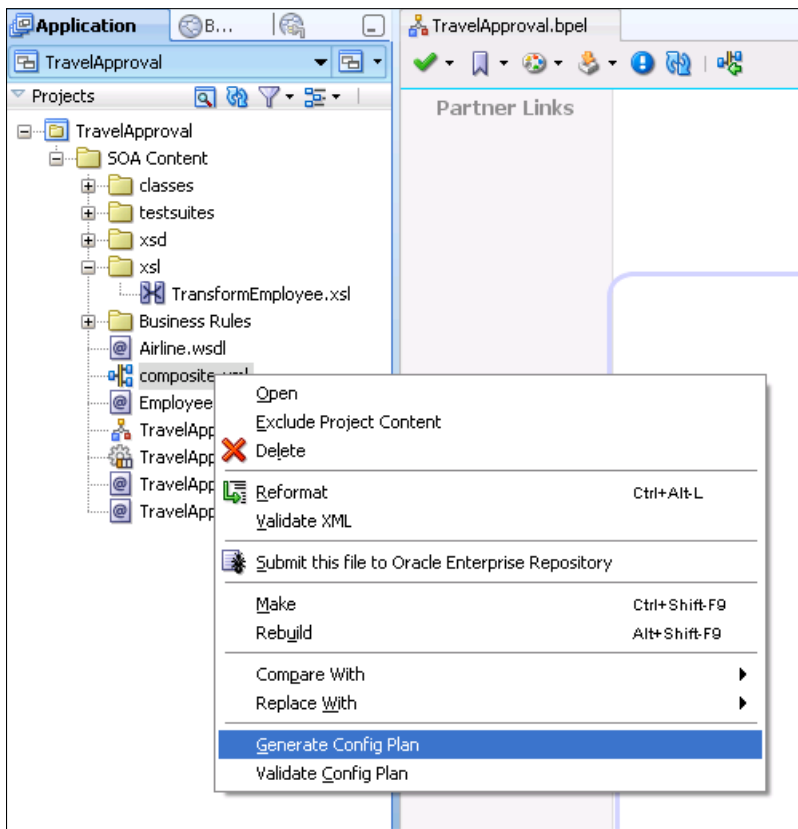 Application
B...
TravelApproval.bpel
TravelApproval
Projects
Partner Links
TravelApproval
SOA Content
classes
testsuites
xsd
xsl
TransformEmployee.xsl
Business Rules
Airline.wsdl
composite.xml
Employee
TravelApp
TravelApp
TravelApp
TravelApp
Open
Exclude Project Content
Delete
Reformat Ctrl+Alt-L
Validate XML
Submit this file to Oracle Enterprise Repository
Make Ctrl+Shift-F9
Rebuild Alt+Shift-F9
Compare With
Replace With
Generate Config Plan
Validate Config Plan